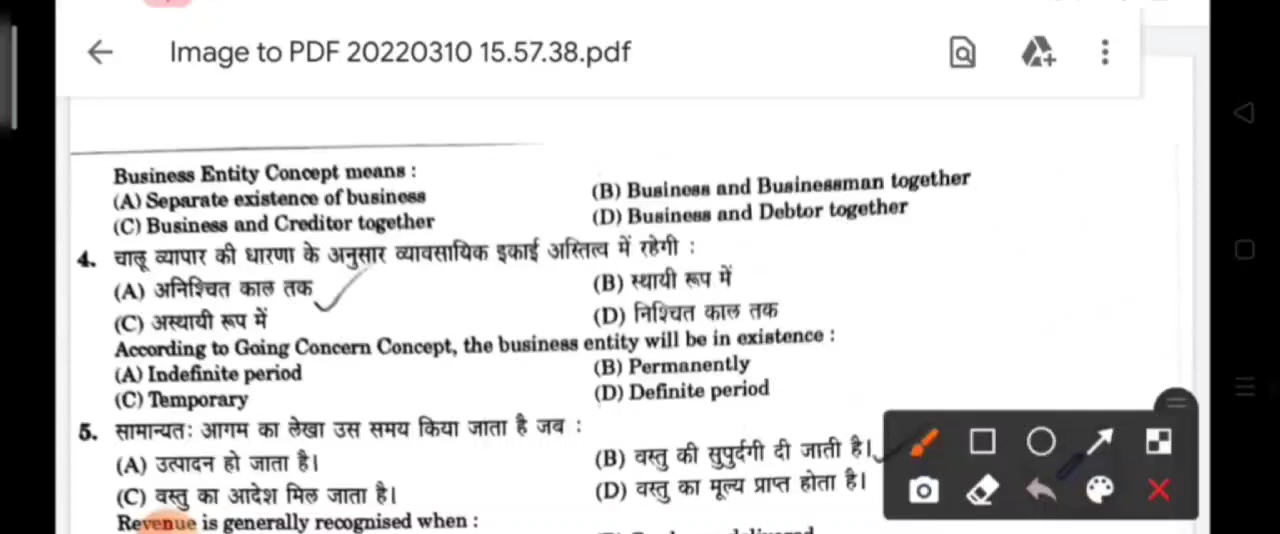 Image to PDF 20220310 15.57.38.pdf
Business Entity Concept means :
(A) Separate existence of business (B) Business and Businessman together
(C) Business and Creditor together (D) Business and Debtor together
4. चालू व्यापार की धारणा के अनुसार व्यावसायिक इकाई अस्तित्व में रहेगी :
(A) अनिश्चित काल तक (B) स्थायी रूप में
(C) अस्थायी रूप में (D) निश्चित काल तक
According to Going Concern Concept, the business entity will be in existence :
(A) Indefinite period (B) Permanently
(C) Temporary (D) Definite period
5. सामान्यतः आगम का लेखा उस समय किया जाता है जब :
(A) उत्पादन हो जाता है। (B) वस्तु की सुपुर्दगी दी जाती है।
(C) वस्तु का आदेश मिल जाता है। (D) वस्तु का मूल्य प्राप्त होता है।
Revenue is generally recognised when :